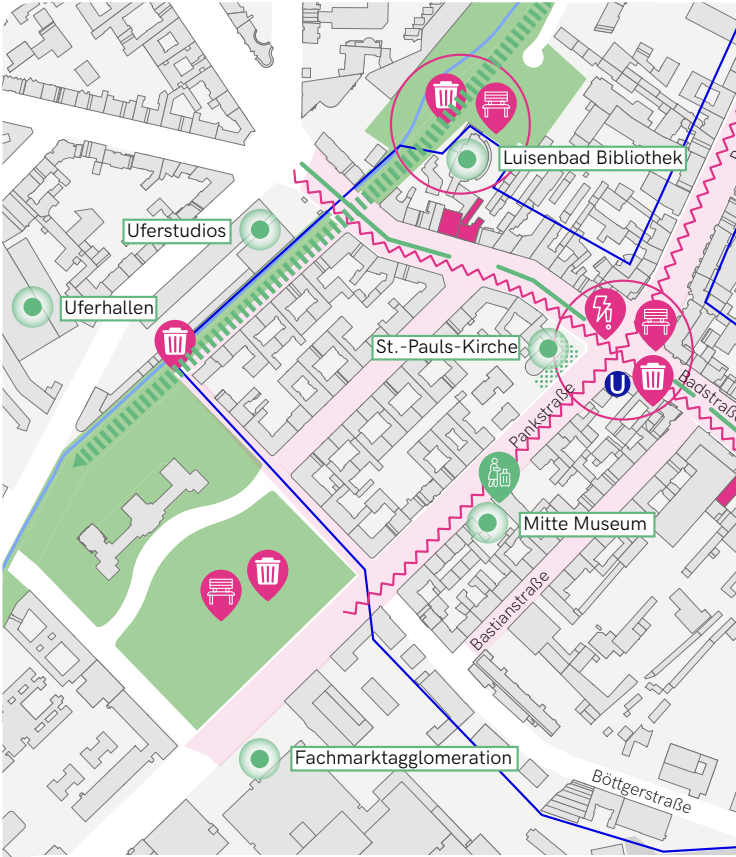 Luisenbad Bibliothek
Uferstudios
Uferhallen
St.-Pauls-Kirche
Badstraße
U
Pankstraße
Mitte Museum
Bastianstraße
Fachmarktagglomeration
Böttgerstraße